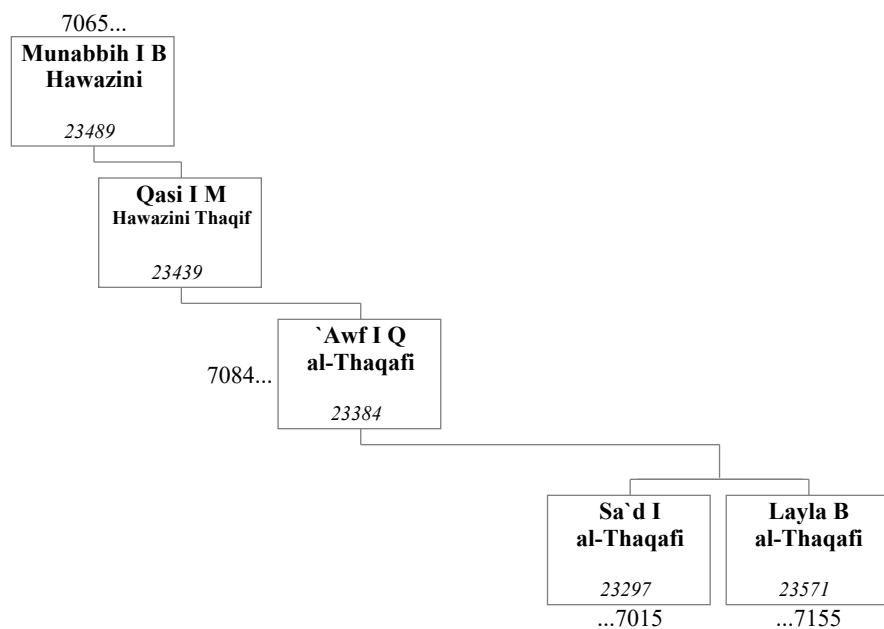 7065...
Munabbih I B
Hawazini
23489
Qasi I M
Hawazini Thaqif
23439
`Awf I Q
al-Thaqafi
7084...
23384
Sa`d I
al-Thaqafi
23297
...7015
Layla B
al-Thaqafi
23571
...7155